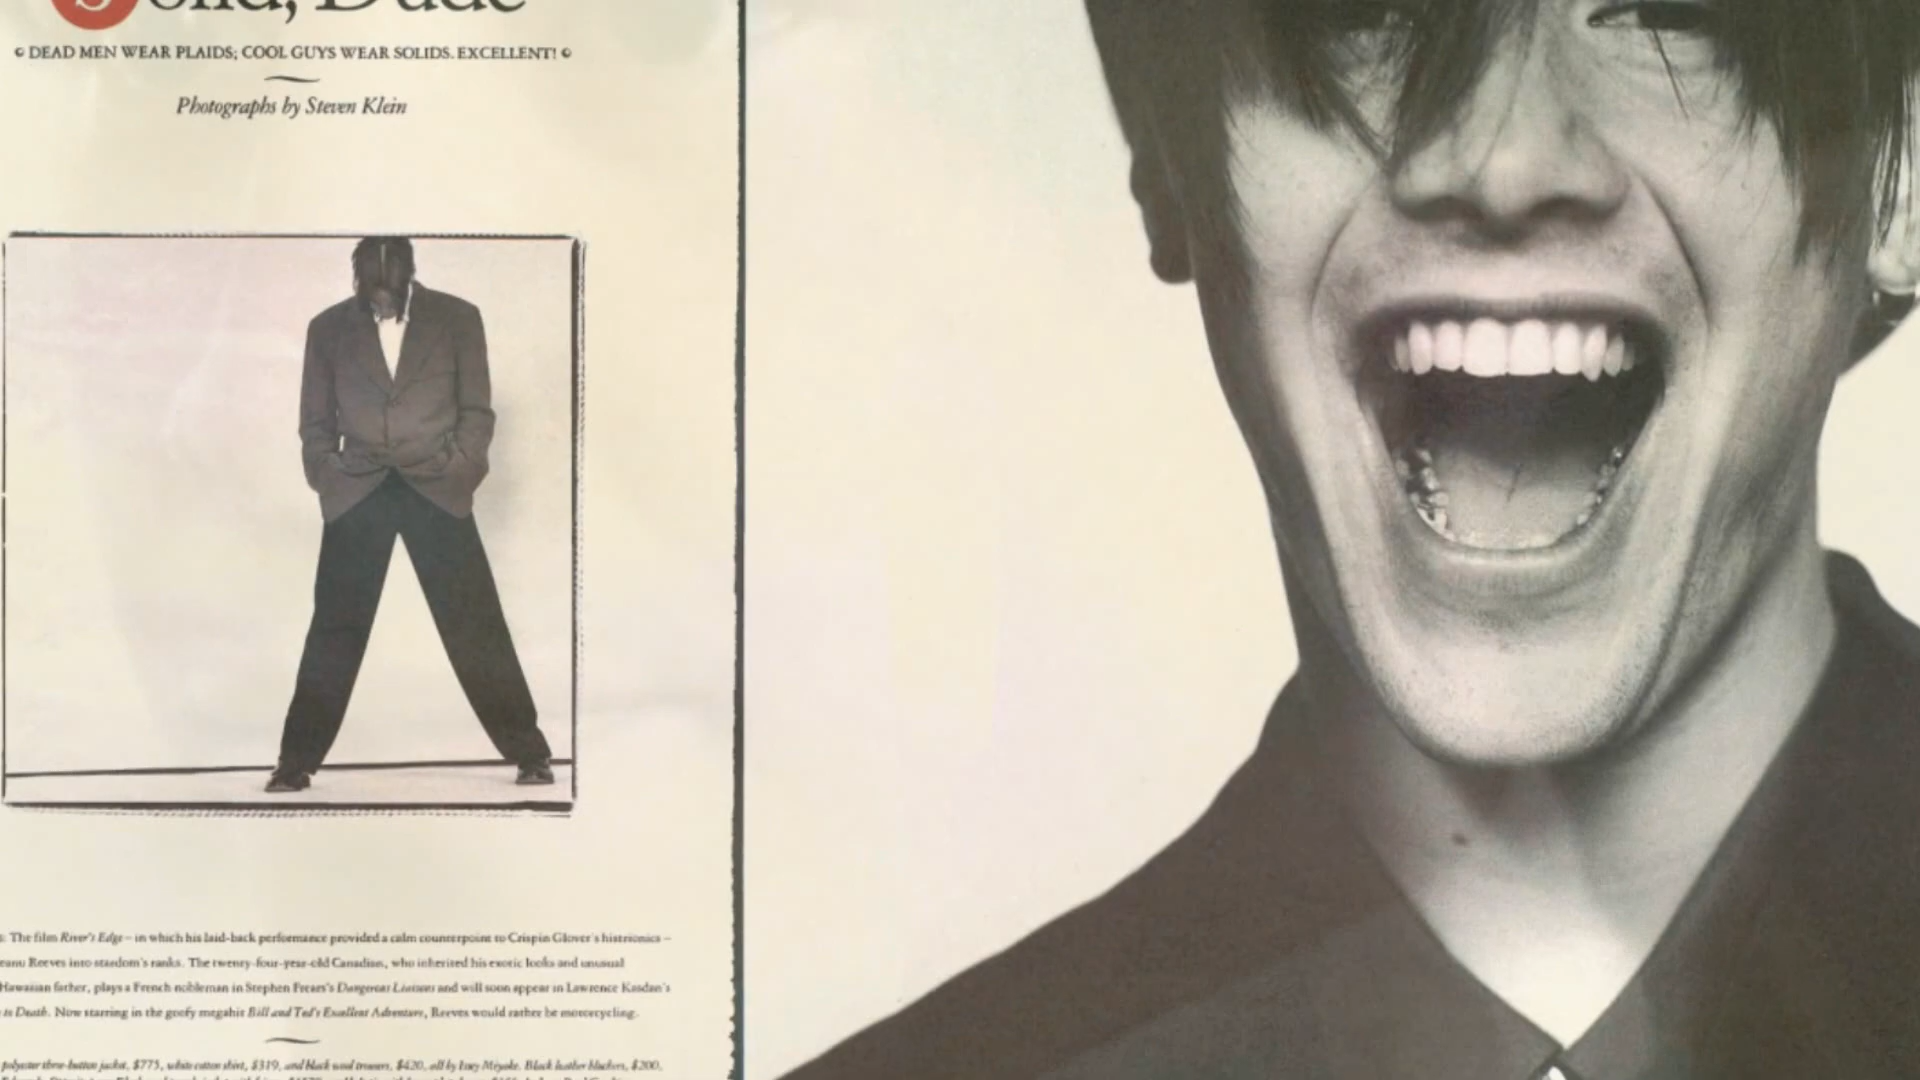 Solid, Dude
DEAD MEN WEAR PLAIDS; COOL GUYS WEAR SOLIDS. EXCELLENT!
Photographs by Steven Klein
The film River's Edge – in which his laid-back performance provided a calm counterpoint to Crispin Glover's histrionics –
eanu Reeves into stardom's ranks. The twenty-four-year-old Canadian, who inherited his exotic looks and unusual
Hawaiian father, plays a French nobleman in Stephen Frears's Dangerous Liaisons and will soon appear in Lawrence Kasdan's
to Death. Now starring in the goofy megahit Bill and Ted's Excellent Adventure, Reeves would rather be motorcycling.
polyester three-button jacket, $775, white cotton shirt, $319, and black wool trousers, $420, all by Issey Miyake. Black leather bluchers, $200,